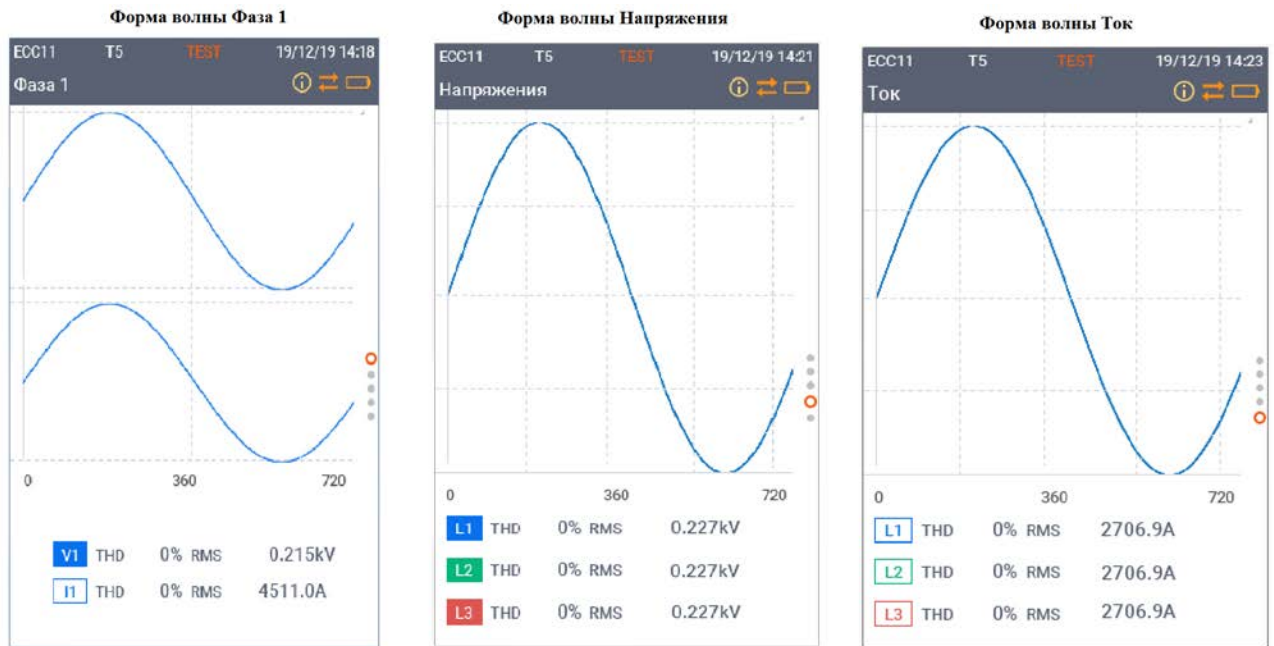 Форма волны Фаза 1
ECC11 T5 TEST 19/12/19 14:18
Фаза 1
0 360 720
V1 THD 0% RMS 0.215kV
I1 THD 0% RMS 4511.0A
Форма волны Напряжения
ECC11 T5 TEST 19/12/19 14:21
Напряжения
0 360 720
L1 THD 0% RMS 0.227kV
L2 THD 0% RMS 0.227kV
L3 THD 0% RMS 0.227kV
Форма волны Ток
ECC11 T5 TEST 19/12/19 14:23
Ток
0 360 720
L1 THD 0% RMS 2706.9A
L2 THD 0% RMS 2706.9A
L3 THD 0% RMS 2706.9A